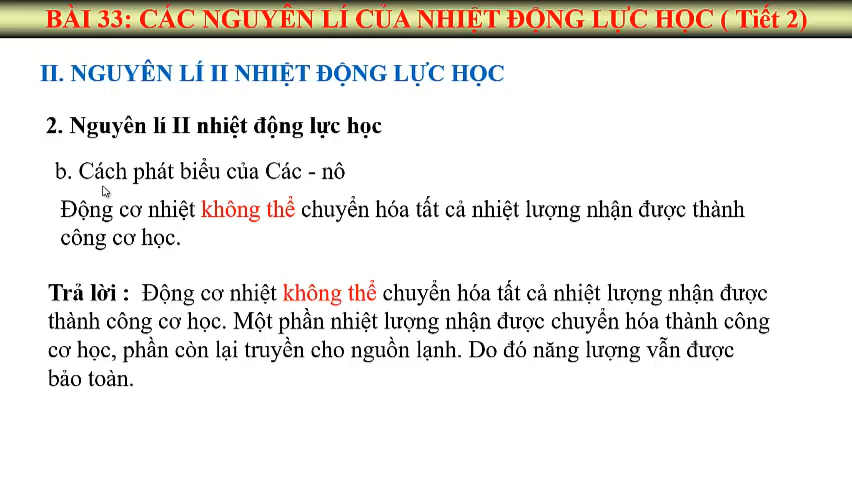 BÀI 33: CÁC NGUYÊN LÍ CỦA NHIỆT ĐỘNG LỰC HỌC ( Tiết 2)
II. NGUYÊN LÍ II NHIỆT ĐỘNG LỰC HỌC
2. Nguyên lí II nhiệt động lực học
b. Cách phát biểu của Các - nô
Động cơ nhiệt không thể chuyển hóa tất cả nhiệt lượng nhận được thành
công cơ học.
Trả lời : Động cơ nhiệt không thể chuyển hóa tất cả nhiệt lượng nhận được
thành công cơ học. Một phần nhiệt lượng nhận được chuyển hóa thành công
cơ học, phần còn lại truyền cho nguồn lạnh. Do đó năng lượng vẫn được
bảo toàn.